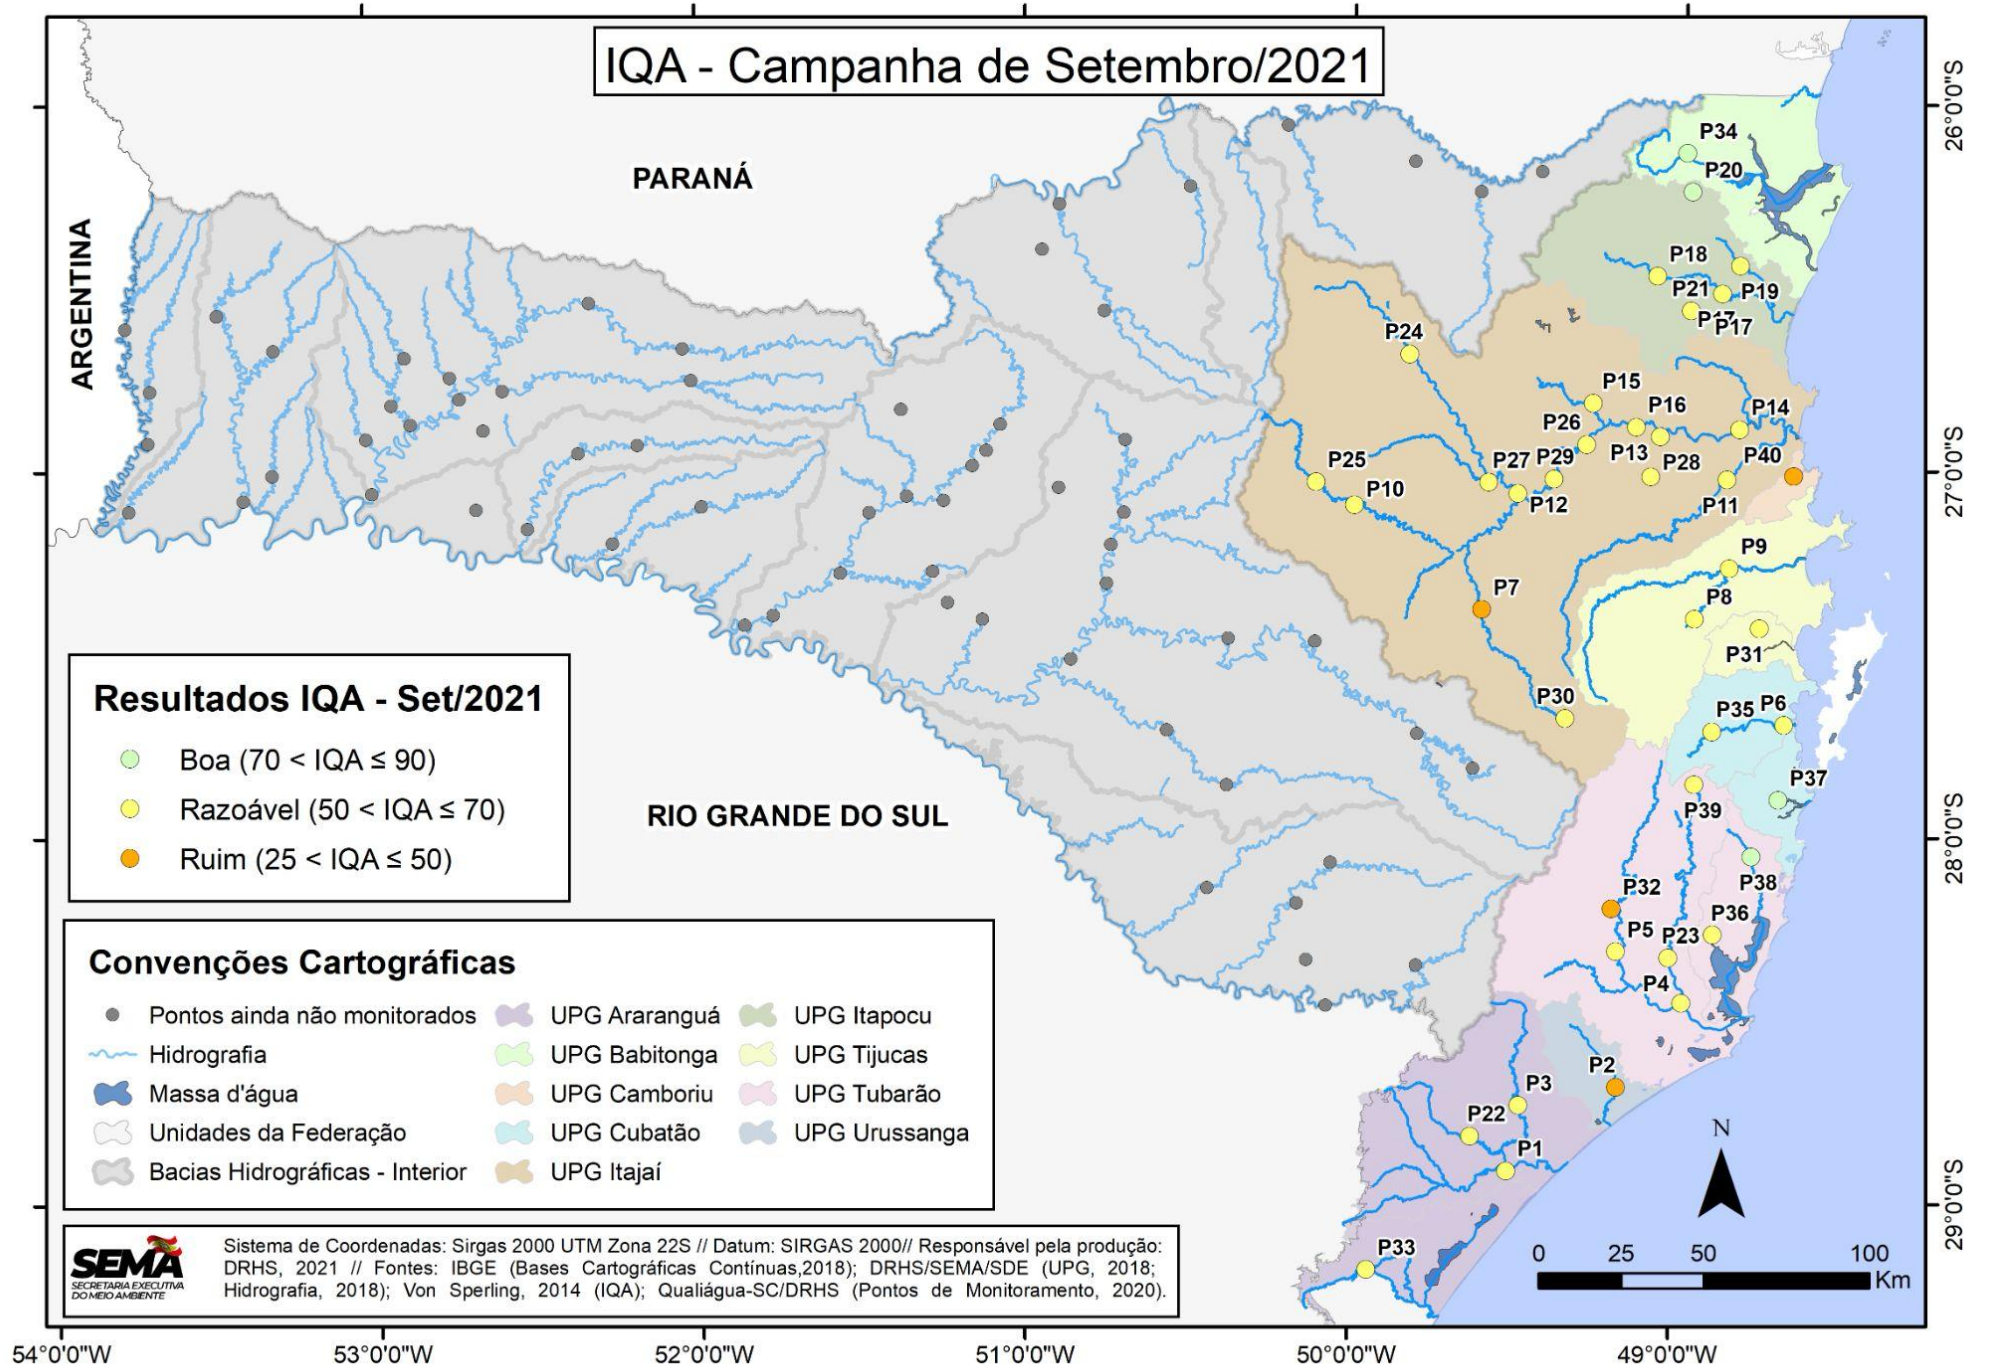 IQA - Campanha de Setembro/2021
PARANÁ
ARGENTINA
RIO GRANDE DO SUL
26°0'0"S
27°0'0"S
28°0'0"S
29°0'0"S
P34
P20
P18
P21
P19
P17
P17
P24
P15
P26
P16
P14
P25
P10
P27
P29
P13
P28
P40
P12
P11
P9
P7
P8
P31
P30
P35
P6
P37
P39
P32
P38
P5
P23
P36
P4
P2
P3
P22
P1
P33
Resultados IQA - Set/2021
Boa (70 < IQA ≤ 90)
Razoável (50 < IQA ≤ 70)
Ruim (25 < IQA ≤ 50)
Convenções Cartográficas
Pontos ainda não monitorados
Hidrografia
Massa d'água
Unidades da Federação
Bacias Hidrográficas - Interior
UPG Araranguá
UPG Babitonga
UPG Camboriu
UPG Cubatão
UPG Itajaí
UPG Itapocu
UPG Tijucas
UPG Tubarão
UPG Urussanga
N
0 25 50 100
Km
SEMA
SECRETARIA EXECUTIVA
DO MEIO AMBIENTE
Sistema de Coordenadas: Sirgas 2000 UTM Zona 22S // Datum: SIRGAS 2000// Responsável pela produção:
DRHS, 2021 // Fontes: IBGE (Bases Cartográficas Contínuas,2018); DRHS/SEMA/SDE (UPG, 2018;
Hidrografia, 2018); Von Sperling, 2014 (IQA); Qualiágua-SC/DRHS (Pontos de Monitoramento, 2020).
54°0'0"W 53°0'0"W 52°0'0"W 51°0'0"W 50°0'0"W 49°0'0"W